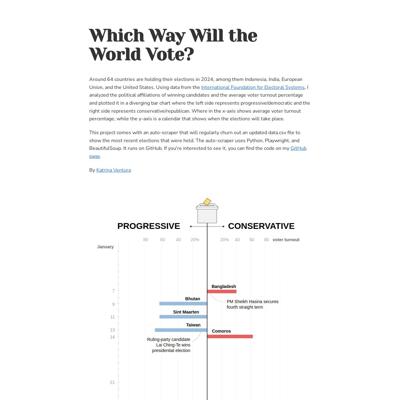 Which Way Will the
World Vote?
Around 64 countries are holding their elections in 2024, among them Indonesia, India, European
Union, and the United States. Using data from the International Foundation for Electoral Systems, I
analyzed the political affiliations of winning candidates and the average voter turnout percentage
and plotted it in a diverging bar chart where the left side represents progressive/democratic and the
right side represents conservative/republican. Where in the x-axis shows average voter turnout
percentage, while the y-axis is a calendar that shows when the elections will take place.
This project comes with an auto-scraper that will regularly churn out an updated data.csv file to
show the most recent elections that were held. The auto-scraper uses Python, Playwright, and
BeautifulSoup. It runs on GitHub. If you're interested to see it, you can find the code on my GitHub
page.
By Katrina Ventura
PROGRESSIVE CONSERVATIVE
80 60 40 20% 20% 40 60 80 voter turnout
January
7 Bangladesh
PM Sheikh Hasina secures
fourth straight term
9 Bhutan
11 Sint Maarten
13 Taiwan
14 Comoros
Ruling-party candidate
Lai Ching-Te wins
presidential election
21